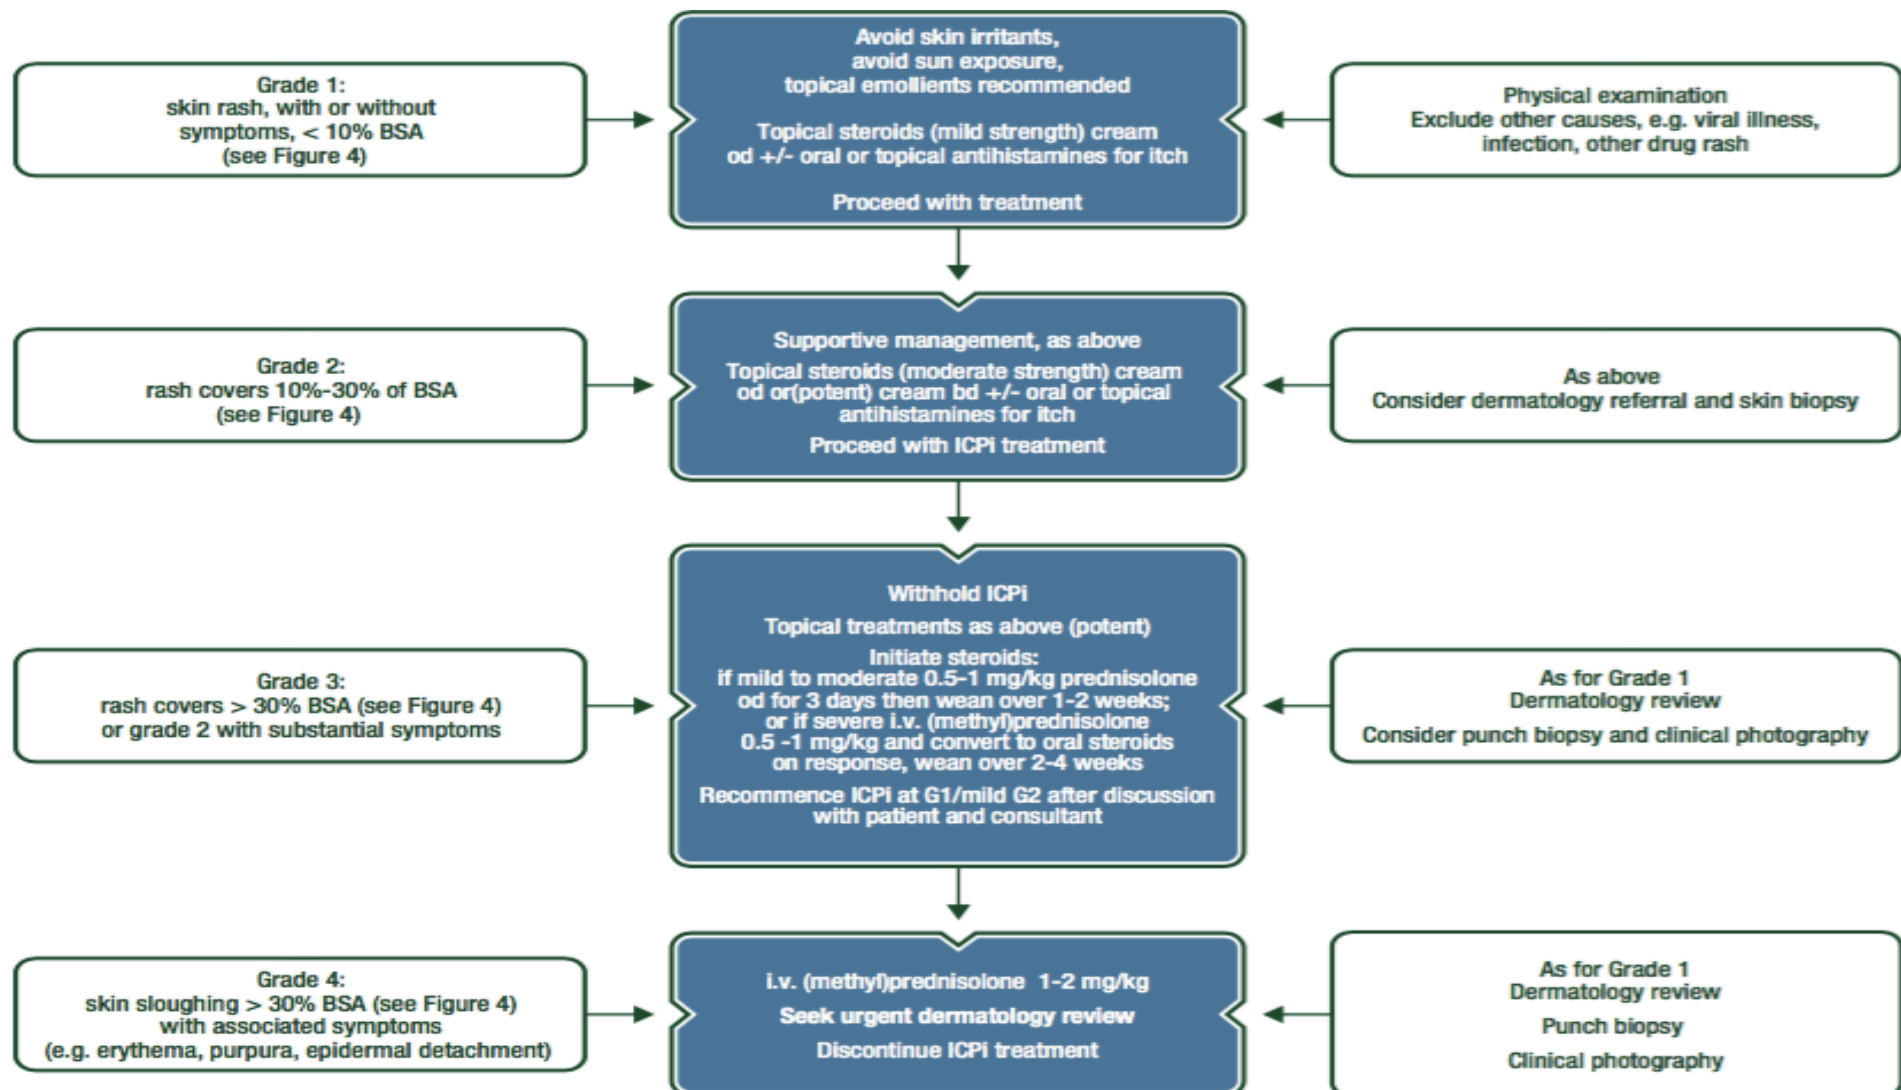 Grade 1:
skin rash, with or without
symptoms, < 10% BSA
(see Figure 4)
Avoid skin irritants,
avoid sun exposure,
topical emollients recommended
Topical steroids (mild strength) cream
od +/- oral or topical antihistamines for itch
Proceed with treatment
Physical examination
Exclude other causes, e.g. viral illness,
infection, other drug rash
Grade 2:
rash covers 10%-30% of BSA
(see Figure 4)
Supportive management, as above
Topical steroids (moderate strength) cream
od or(potent) cream bd +/- oral or topical
antihistamines for itch
Proceed with ICPi treatment
As above
Consider dermatology referral and skin biopsy
Grade 3:
rash covers > 30% BSA (see Figure 4)
or grade 2 with substantial symptoms
Withhold ICPi
Topical treatments as above (potent)
Initiate steroids:
if mild to moderate 0.5-1 mg/kg prednisolone
od for 3 days then wean over 1-2 weeks;
or if severe i.v. (methyl)prednisolone
0.5 -1 mg/kg and convert to oral steroids
on response, wean over 2-4 weeks
Recommence ICPi at G1/mild G2 after discussion
with patient and consultant
As for Grade 1
Dermatology review
Consider punch biopsy and clinical photography
Grade 4:
skin sloughing > 30% BSA (see Figure 4)
with associated symptoms
(e.g. erythema, purpura, epidermal detachment)
i.v. (methyl)prednisolone 1-2 mg/kg
Seek urgent dermatology review
Discontinue ICPi treatment
As for Grade 1
Dermatology review
Punch biopsy
Clinical photography